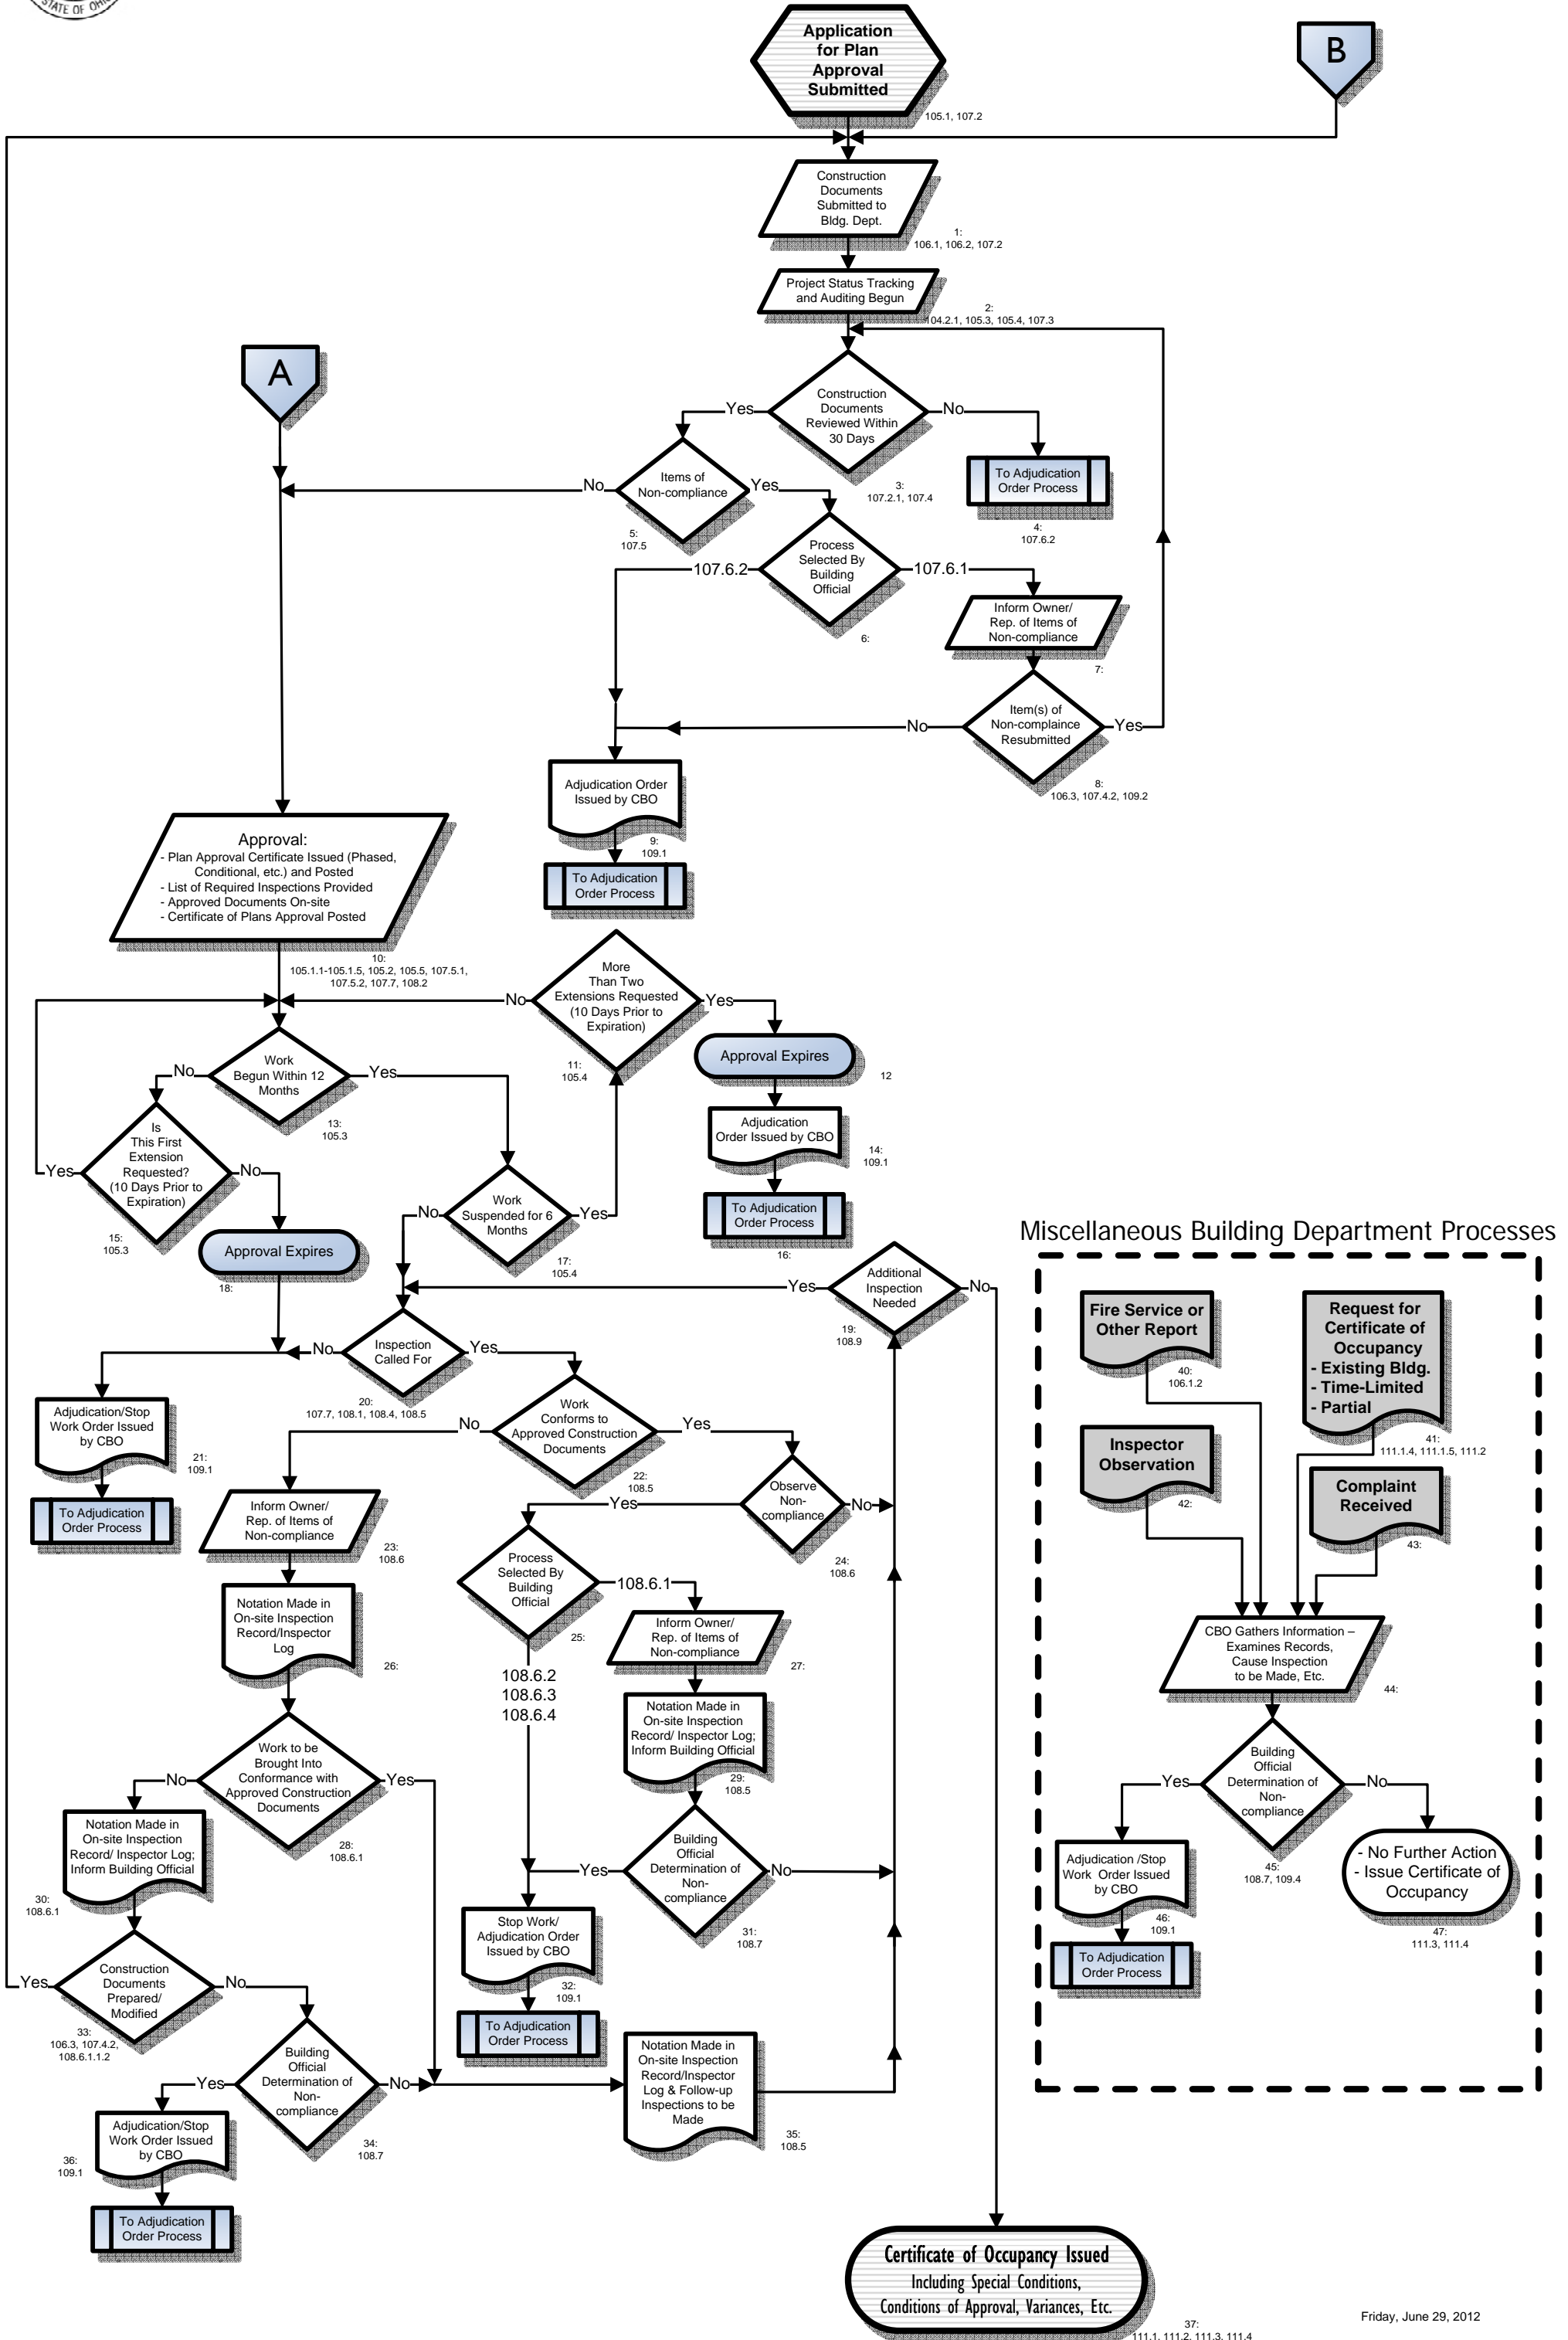 STATE OF OHIO
Application
for Plan
Approval
Submitted
105.1, 107.2
B
Construction
Documents
Submitted to
Bldg. Dept.
1:
106.1, 106.2, 107.2
Project Status Tracking
and Auditing Begun
2:
104.2.1, 105.3, 105.4, 107.3
A
Construction
Documents
Reviewed Within
30 Days
Yes
No
3:
107.2.1, 107.4
To Adjudication
Order Process
4:
107.6.2
Items of
Non-compliance
No
Yes
5:
107.5
Process
Selected By
Building
Official
107.6.2
107.6.1
6:
Inform Owner/
Rep. of Items of
Non-compliance
7:
Item(s) of
Non-complaince
Resubmitted
No
Yes
8:
106.3, 107.4.2, 109.2
Adjudication Order
Issued by CBO
9:
109.1
To Adjudication
Order Process
Approval:
- Plan Approval Certificate Issued (Phased,
Conditional, etc.) and Posted
- List of Required Inspections Provided
- Approved Documents On-site
- Certificate of Plans Approval Posted
10:
105.1.1-105.1.5, 105.2, 105.5, 107.5.1,
107.5.2, 107.7, 108.2
More
Than Two
Extensions Requested
(10 Days Prior to
Expiration)
No
Yes
11:
105.4
Approval Expires
12
Work
Begun Within 12
Months
No
Yes
13:
105.3
Adjudication
Order Issued by CBO
14:
109.1
Is
This First
Extension
Requested?
(10 Days Prior to
Expiration)
Yes
No
15:
105.3
To Adjudication
Order Process
16:
Work
Suspended for 6
Months
No
Yes
17:
105.4
Approval Expires
18:
Additional
Inspection
Needed
Yes
No
19:
108.9
Inspection
Called For
No
Yes
20:
107.7, 108.1, 108.4, 108.5
Adjudication/Stop
Work Order Issued
by CBO
21:
109.1
To Adjudication
Order Process
Work
Conforms to
Approved Construction
Documents
No
Yes
22:
108.5
Inform Owner/
Rep. of Items of
Non-compliance
23:
108.6
Observe
Non-
compliance
Yes
No
24:
108.6
Process
Selected By
Building
Official
108.6.1
25:
108.6.2
108.6.3
108.6.4
Notation Made in
On-site Inspection
Record/Inspector
Log
26:
Inform Owner/
Rep. of Items of
Non-compliance
27:
Work to be
Brought Into
Conformance with
Approved Construction
Documents
No
Yes
28:
108.6.1
Notation Made in
On-site Inspection
Record/ Inspector Log;
Inform Building Official
29:
108.5
Notation Made in
On-site Inspection
Record/ Inspector Log;
Inform Building Official
30:
108.6.1
Building
Official
Determination of
Non-
compliance
Yes
No
31:
108.7
Stop Work/
Adjudication Order
Issued by CBO
32:
109.1
To Adjudication
Order Process
Construction
Documents
Prepared/
Modified
Yes
No
33:
106.3, 107.4.2,
108.6.1.1.2
Building
Official
Determination of
Non-
compliance
Yes
No
34:
108.7
Notation Made in
On-site Inspection
Record/Inspector
Log & Follow-up
Inspections to be
Made
35:
108.5
Adjudication/Stop
Work Order Issued
by CBO
36:
109.1
To Adjudication
Order Process
Certificate of Occupancy Issued
Including Special Conditions,
Conditions of Approval, Variances, Etc.
37:
111.1, 111.2, 111.3, 111.4
Miscellaneous Building Department Processes
Fire Service or
Other Report
40:
106.1.2
Request for
Certificate of
Occupancy
- Existing Bldg.
- Time-Limited
- Partial
41:
111.1.4, 111.1.5, 111.2
Inspector
Observation
42:
Complaint
Received
43:
CBO Gathers Information –
Examines Records,
Cause Inspection
to be Made, Etc.
44:
Building
Official
Determination of
Non-
compliance
Yes
No
45:
108.7, 109.4
Adjudication /Stop
Work Order Issued
by CBO
46:
109.1
To Adjudication
Order Process
- No Further Action
- Issue Certificate of
Occupancy
47:
111.3, 111.4
Friday, June 29, 2012